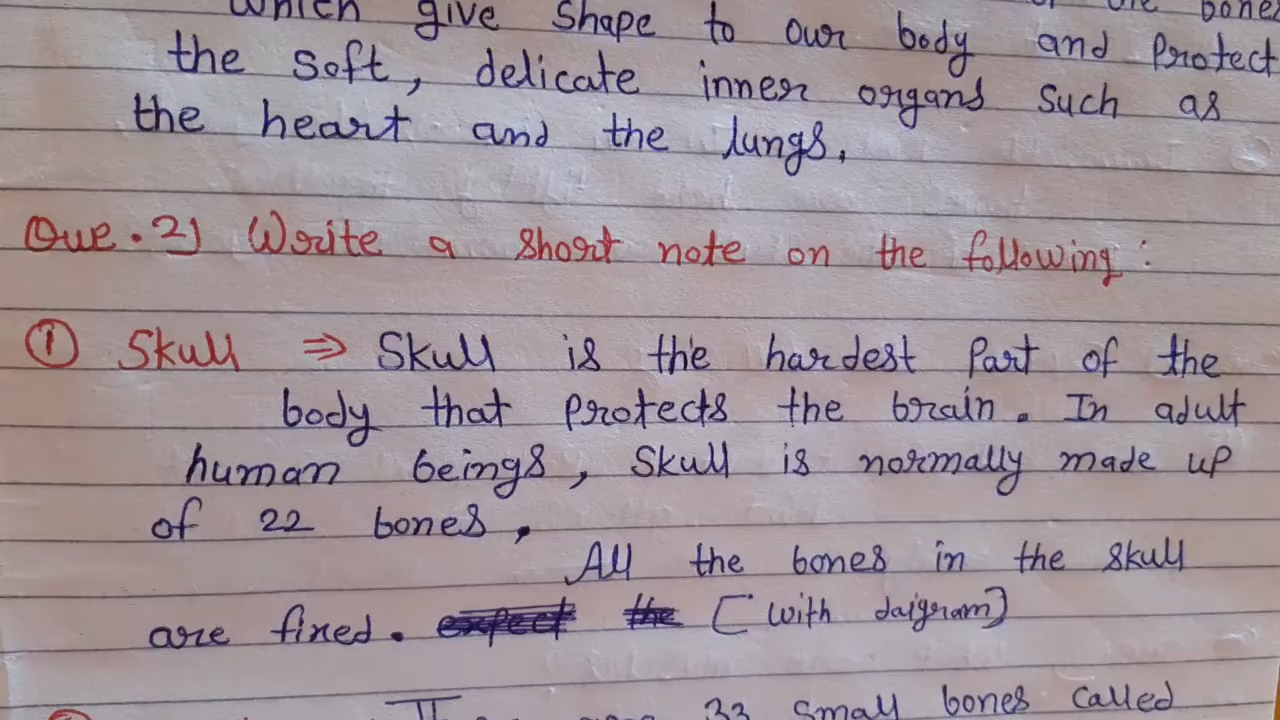 which give shape to our body and protect
the soft, delicate inner organs such as
the heart and the lungs.
Que. 2) Write a short note on the following :
① Skull ⇒ Skull is the hardest part of the
body that protects the brain. In adult
human beings, skull is normally made up
of 22 bones.
All the bones in the skull
are fixed. expect the [with daigram]
33 small bones called